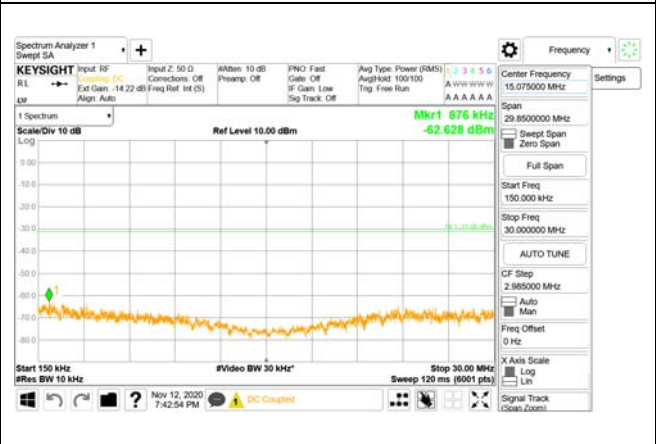 Spectrum Analyzer 1
Swept SA
Frequency
KEYSIGHT
RL
Input: RF
Coupling: DC
Ext Gain: -14.22 dB
Align: Auto
Input Z: 50 Ω
Corrections: Off
Freq Ref: Int (S)
#Atten: 10 dB
Preamp: Off
PNO: Fast
Gate: Off
IF Gain: Low
Sig Track: Off
Avg Type: Power (RMS)
Avg|Hold: 100/100
Trig: Free Run
1 2 3 4 5 6
A W W W W W
A A A A A A
1 Spectrum
Scale/Div 10 dB
Log
Ref Level 10.00 dBm
Mkr1 876 kHz
-62.628 dBm
0.00
-10.0
-20.0
-30.0
-40.0
-50.0
-60.0
-70.0
-80.0
1
Start 150 kHz
#Res BW 10 kHz
#Video BW 30 kHz*
Stop 30.00 MHz
Sweep 120 ms (6001 pts)
Nov 12, 2020
7:42:54 PM
DC Coupled
Settings
Center Frequency
15.075000 MHz
Span
29.8500000 MHz
Swept Span
Zero Span
Full Span
Start Freq
150.000 kHz
Stop Freq
30.000000 MHz
AUTO TUNE
CF Step
2.985000 MHz
Auto
Man
Freq Offset
0 Hz
X Axis Scale
Log
Lin
Signal Track
(Span Zoom)